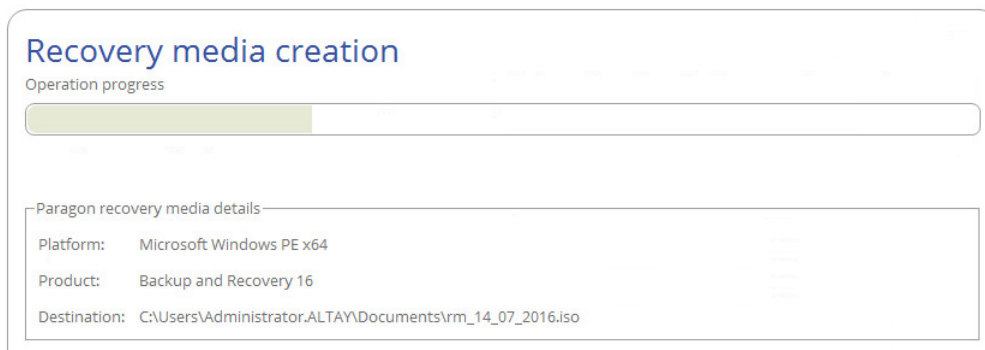 Recovery media creation
Operation progress
Paragon recovery media details
Platform: Microsoft Windows PE x64
Product: Backup and Recovery 16
Destination: C:\Users\Administrator.ALTAY\Documents\rm_14_07_2016.iso